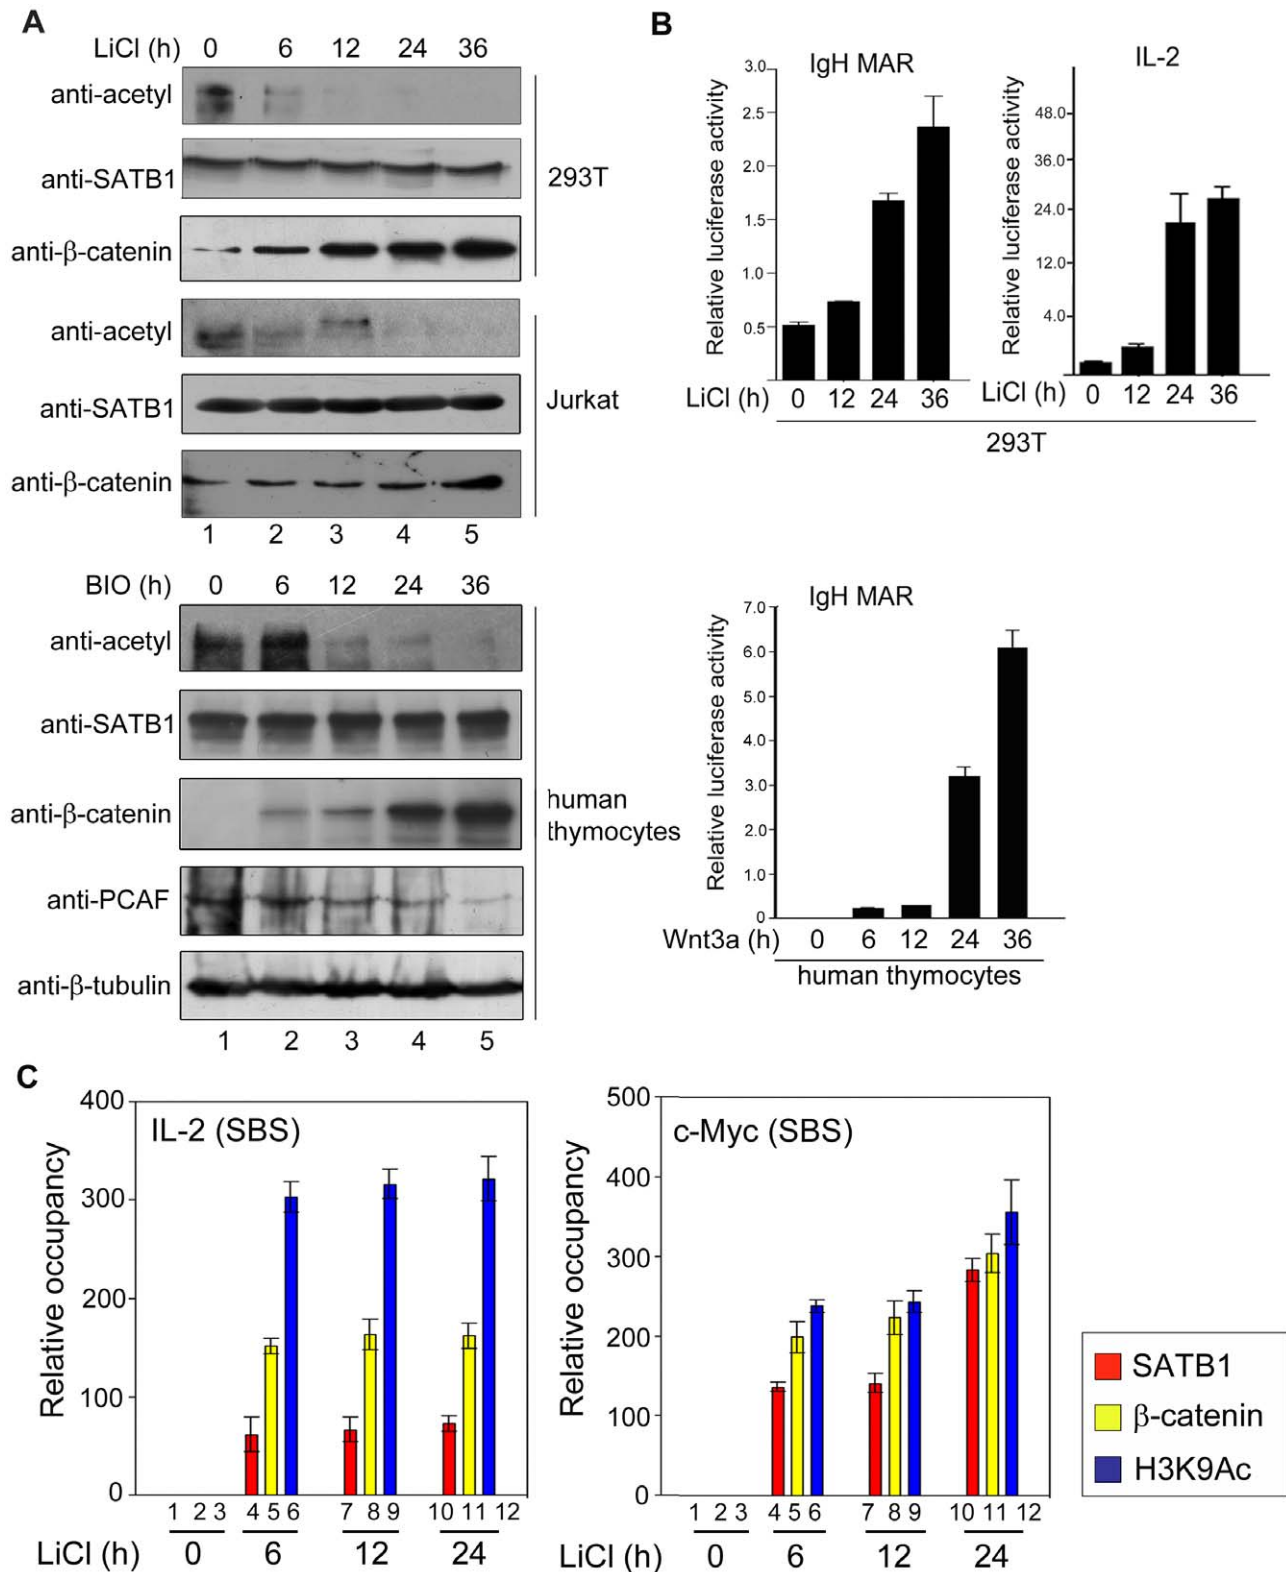 A
LiCl (h) 0 6 12 24 36
anti-acetyl
anti-SATB1
293T
anti-β-catenin
anti-acetyl
anti-SATB1
Jurkat
anti-β-catenin
1 2 3 4 5
BIO (h) 0 6 12 24 36
anti-acetyl
anti-SATB1
anti-β-catenin
human
thymocytes
anti-PCAF
anti-β-tubulin
1 2 3 4 5
B
IgH MAR
Relative luciferase activity
3.0
2.5
2.0
1.5
1.0
0.5
LiCl (h) 0 12 24 36
IL-2
Relative luciferase activity
48.0
36.0
24.0
12.0
4.0
LiCl (h) 0 12 24 36
293T
IgH MAR
Relative luciferase activity
7.0
6.0
5.0
4.0
3.0
2.0
1.0
0
Wnt3a (h) 0 6 12 24 36
human thymocytes
C
IL-2 (SBS)
Relative occupancy
400
300
200
100
0
1 2 3 4 5 6 7 8 9 10 11 12
LiCl (h) 0 6 12 24
c-Myc (SBS)
Relative occupancy
500
400
300
200
100
0
1 2 3 4 5 6 7 8 9 10 11 12
LiCl (h) 0 6 12 24
SATB1
β-catenin
H3K9Ac